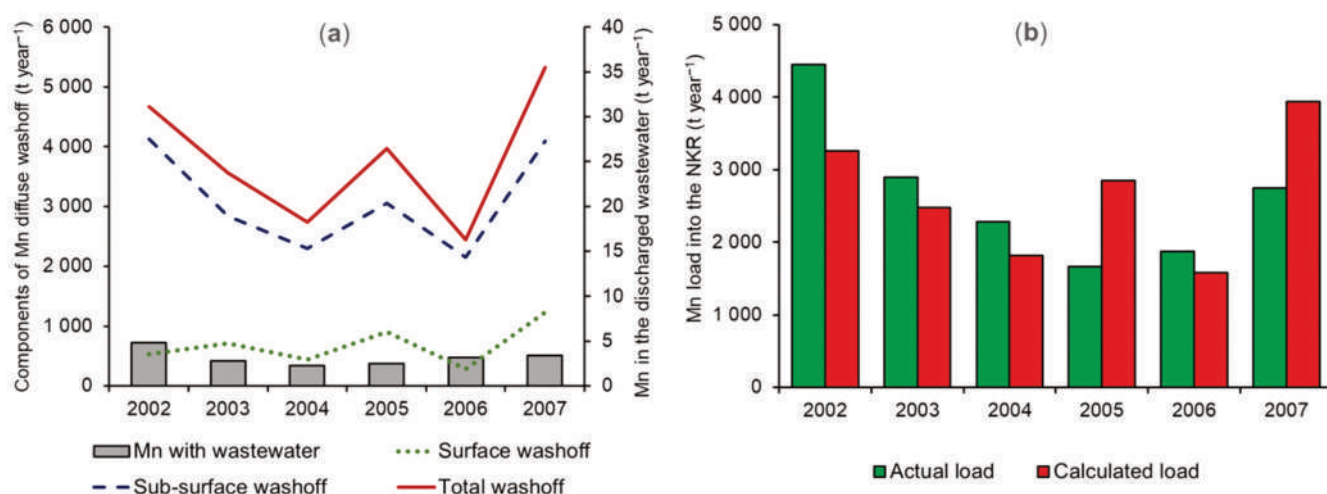 (a)
Components of Mn diffuse washoff (t year⁻¹)
6 000
5 000
4 000
3 000
2 000
1 000
0
Mn in the discharged wastewater (t year⁻¹)
40
35
30
25
20
15
10
5
0
2002 2003 2004 2005 2006 2007
Mn with wastewater
Surface washoff
Sub-surface washoff
Total washoff
(b)
Mn load into the NKR (t year⁻¹)
5 000
4 000
3 000
2 000
1 000
0
2002 2003 2004 2005 2006 2007
Actual load
Calculated load